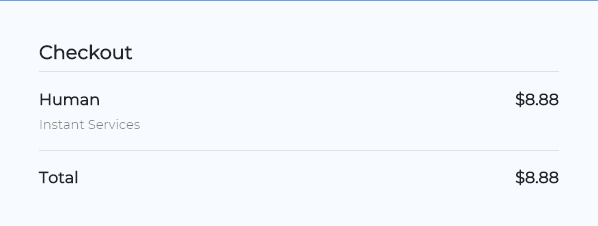 Checkout
Human $8.88
Instant Services
Total $8.88